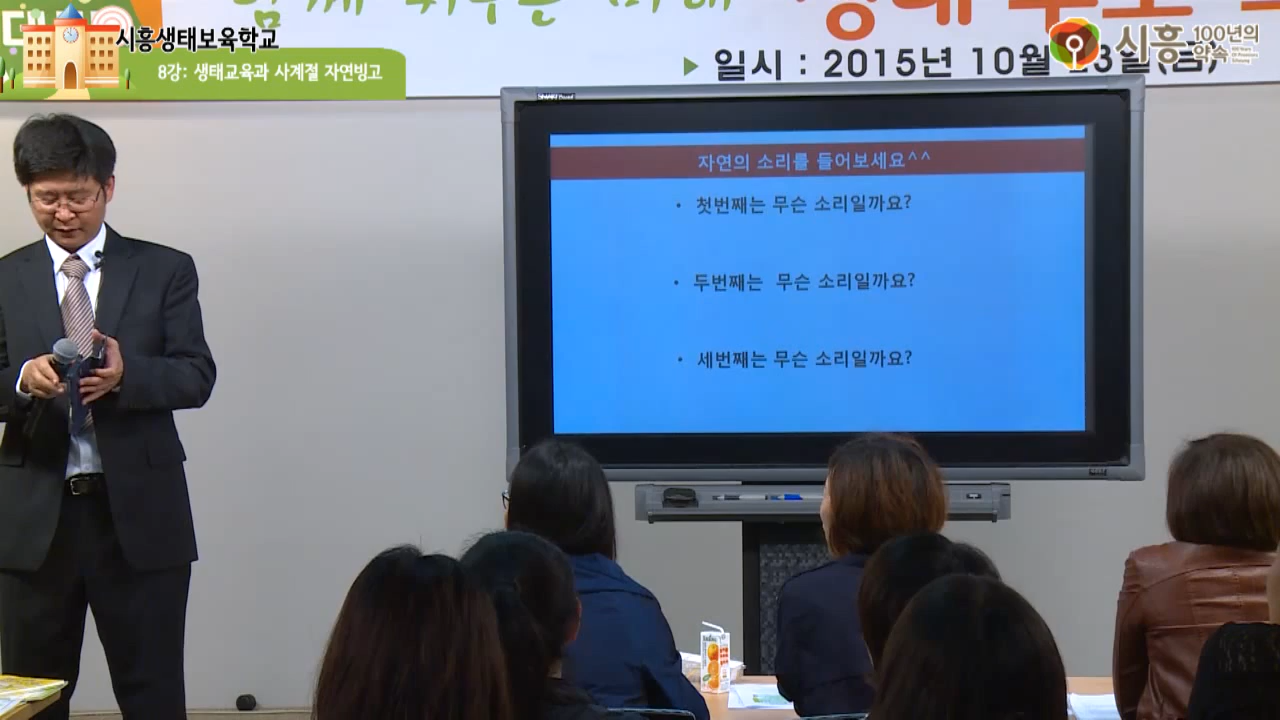 시흥생태보육학교
8강: 생태교육과 사계절 자연빙고
▶ 일시 : 2015년 10월 23일(금)
시흥 100년의 약속
자연의 소리를 들어보세요^^
• 첫번째는 무슨 소리일까요?
• 두번째는 무슨 소리일까요?
• 세번째는 무슨 소리일까요?